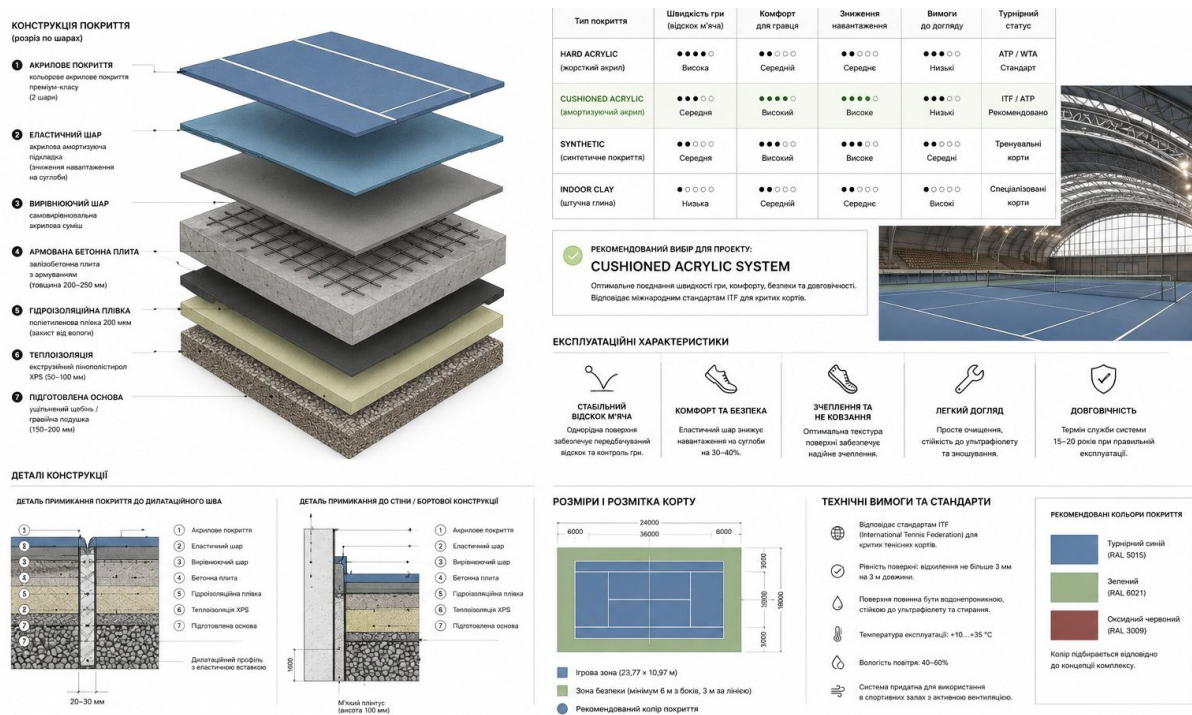 КОНСТРУКЦІЯ ПОКРИТТЯ
(розріз по шарах)
1 АКРИЛОВЕ ПОКРИТТЯ
кольорове акрилове покриття
преміум-класу
(2 шари)
2 ЕЛАСТИЧНИЙ ШАР
акрилова амортизуюча
підкладка
(зниження навантаження
на суглоби)
3 ВИРІВНЮЮЧИЙ ШАР
самовирівнювальна
акрилова суміш
4 АРМОВАНА БЕТОННА ПЛИТА
залізобетонна плита
з армуванням
(товщина 200–250 мм)
5 ГІДРОІЗОЛЯЦІЙНА ПЛІВКА
поліетиленова плівка 200 мкм
(захист від вологи)
6 ТЕПЛОІЗОЛЯЦІЯ
екструзійний пінополістирол
XPS (50–100 мм)
7 ПІДГОТОВЛЕНА ОСНОВА
ущільнений щебінь /
гравійна подушка
(150–200 мм)
Тип покриття
Швидкість гри
(відскок м'яча)
Комфорт
для гравця
Зниження
навантаження
Вимоги
до догляду
Турнірний
статус
HARD ACRYLIC
(жорсткий акрил)
Висока
Середній
Середнє
Низькі
ATP / WTA
Стандарт
CUSHIONED ACRYLIC
(амортизуючий акрил)
Середня
Високий
Високе
Низькі
ITF / ATP
Рекомендовано
SYNTHETIC
(синтетичне покриття)
Середня
Високий
Високе
Середні
Тренувальні
корти
INDOOR CLAY
(штучна глина)
Низька
Середній
Середнє
Високі
Спеціалізовані
корти
РЕКОМЕНДОВАНИЙ ВИБІР ДЛЯ ПРОЕКТУ:
CUSHIONED ACRYLIC SYSTEM
Оптимальне поєднання швидкості гри, комфорту, безпеки та довговічності.
Відповідає міжнародним стандартам ITF для критих кортів.
ЕКСПЛУАТАЦІЙНІ ХАРАКТЕРИСТИКИ
СТАБІЛЬНИЙ
ВІДСКОК М'ЯЧА
Однорідна поверхня
забезпечує передбачуваний
відскок та контроль гри.
КОМФОРТ ТА БЕЗПЕКА
Еластичний шар знижує
навантаження на суглоби
на 30–40%.
ЗЧЕПЛЕННЯ ТА
НЕ КОВЗАННЯ
Оптимальна текстура
поверхні забезпечує
надійне зчеплення.
ЛЕГКИЙ ДОГЛЯД
Просте очищення,
стійкість до ультрафіолету
та зношування.
ДОВГОВІЧНІСТЬ
Термін служби системи
15–20 років при правильній
експлуатації.
ДЕТАЛІ КОНСТРУКЦІЇ
ДЕТАЛЬ ПРИМИКАННЯ ПОКРИТТЯ ДО ДИЛАТАЦІЙНОГО ШВА
3
2
3
4
5
2
7
7
1 Акрилове покриття
2 Еластичний шар
3 Вирівнюючий шар
4 Бетонна плита
5 Гідроізоляційна плівка
6 Теплоізоляція XPS
7 Підготовлена основа
Дилатаційний профіль
з еластичною вставкою
20–30 мм
ДЕТАЛЬ ПРИМИКАННЯ ДО СТІНИ / БОРТОВОЇ КОНСТРУКЦІЇ
1 Акрилове покриття
2 Еластичний шар
3 Вирівнюючий шар
4 Бетонна плита
5 Гідроізоляційна плівка
6 Теплоізоляція XPS
7 Підготовлена основа
1000
М'який плінтус
(висота 100 мм)
РОЗМІРИ І РОЗМІТКА КОРТУ
24000
6000
36000
6000
3000
18000
3000
Ігрова зона (23,77 × 10,97 м)
Зона безпеки (мінімум 6 м з боків, 3 м за лінією)
Рекомендований колір покриття
ТЕХНІЧНІ ВИМОГИ ТА СТАНДАРТИ
Відповідає стандартам ITF
(International Tennis Federation) для
критих тенісних кортів.
Рівність поверхні: відхилення не більше 3 мм
на 3 м довжини.
Поверхня повинна бути водонепроникною,
стійкою до ультрафіолету та стирання.
Температура експлуатації: +10…+35 °C
Вологість повітря: 40–60%
Система придатна для використання
в спортивних залах з активною вентиляцією.
РЕКОМЕНДОВАНІ КОЛЬОРИ ПОКРИТТЯ
Турнірний синій
(RAL 5015)
Зелений
(RAL 6021)
Оксидний червоний
(RAL 3009)
Колір підбирається відповідно
до концепції комплексу.